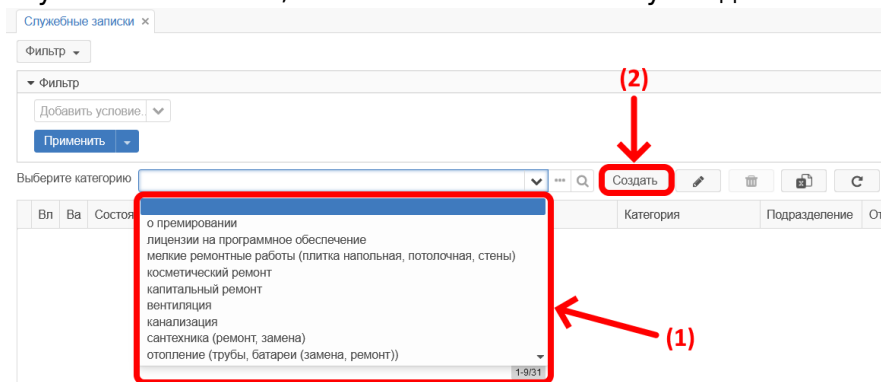 Служебные записки ×
Фильтр
Фильтр
(2)
Добавить условие..
Применить
Выберите категорию
Создать
Вл Ва Состоя Категория Подразделение От
о премировании
лицензии на программное обеспечение
мелкие ремонтные работы (плитка напольная, потолочная, стены)
косметический ремонт
капитальный ремонт
вентиляция
канализация
сантехника (ремонт, замена)
(1)
отопление (трубы, батареи (замена, ремонт))
1-9/31